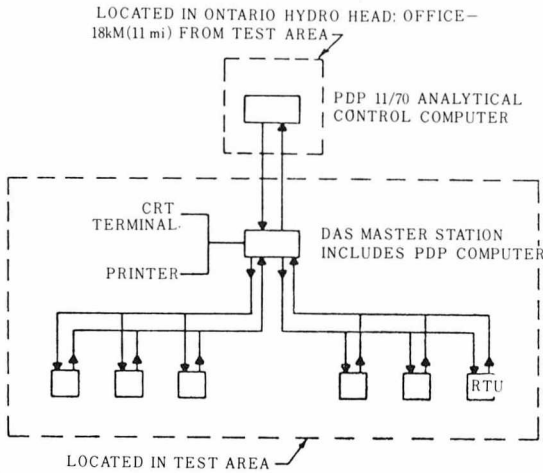 LOCATED IN ONTARIO HYDRO HEAD: OFFICE—
18kM(11 mi) FROM TEST AREA
PDP 11/70 ANALYTICAL
CONTROL COMPUTER
CRT
TERMINAL
DAS MASTER STATION
INCLUDES PDP COMPUTER
PRINTER
RTU
LOCATED IN TEST AREA